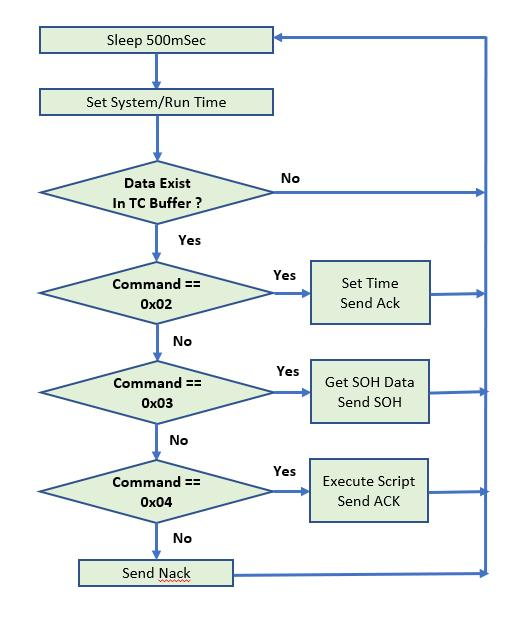 Sleep 500mSec
Set System/Run Time
Data Exist
In TC Buffer ?
No
Yes
Command ==
0x02
Yes
Set Time
Send Ack
No
Command ==
0x03
Yes
Get SOH Data
Send SOH
No
Command ==
0x04
Yes
Execute Script
Send ACK
No
Send Nack